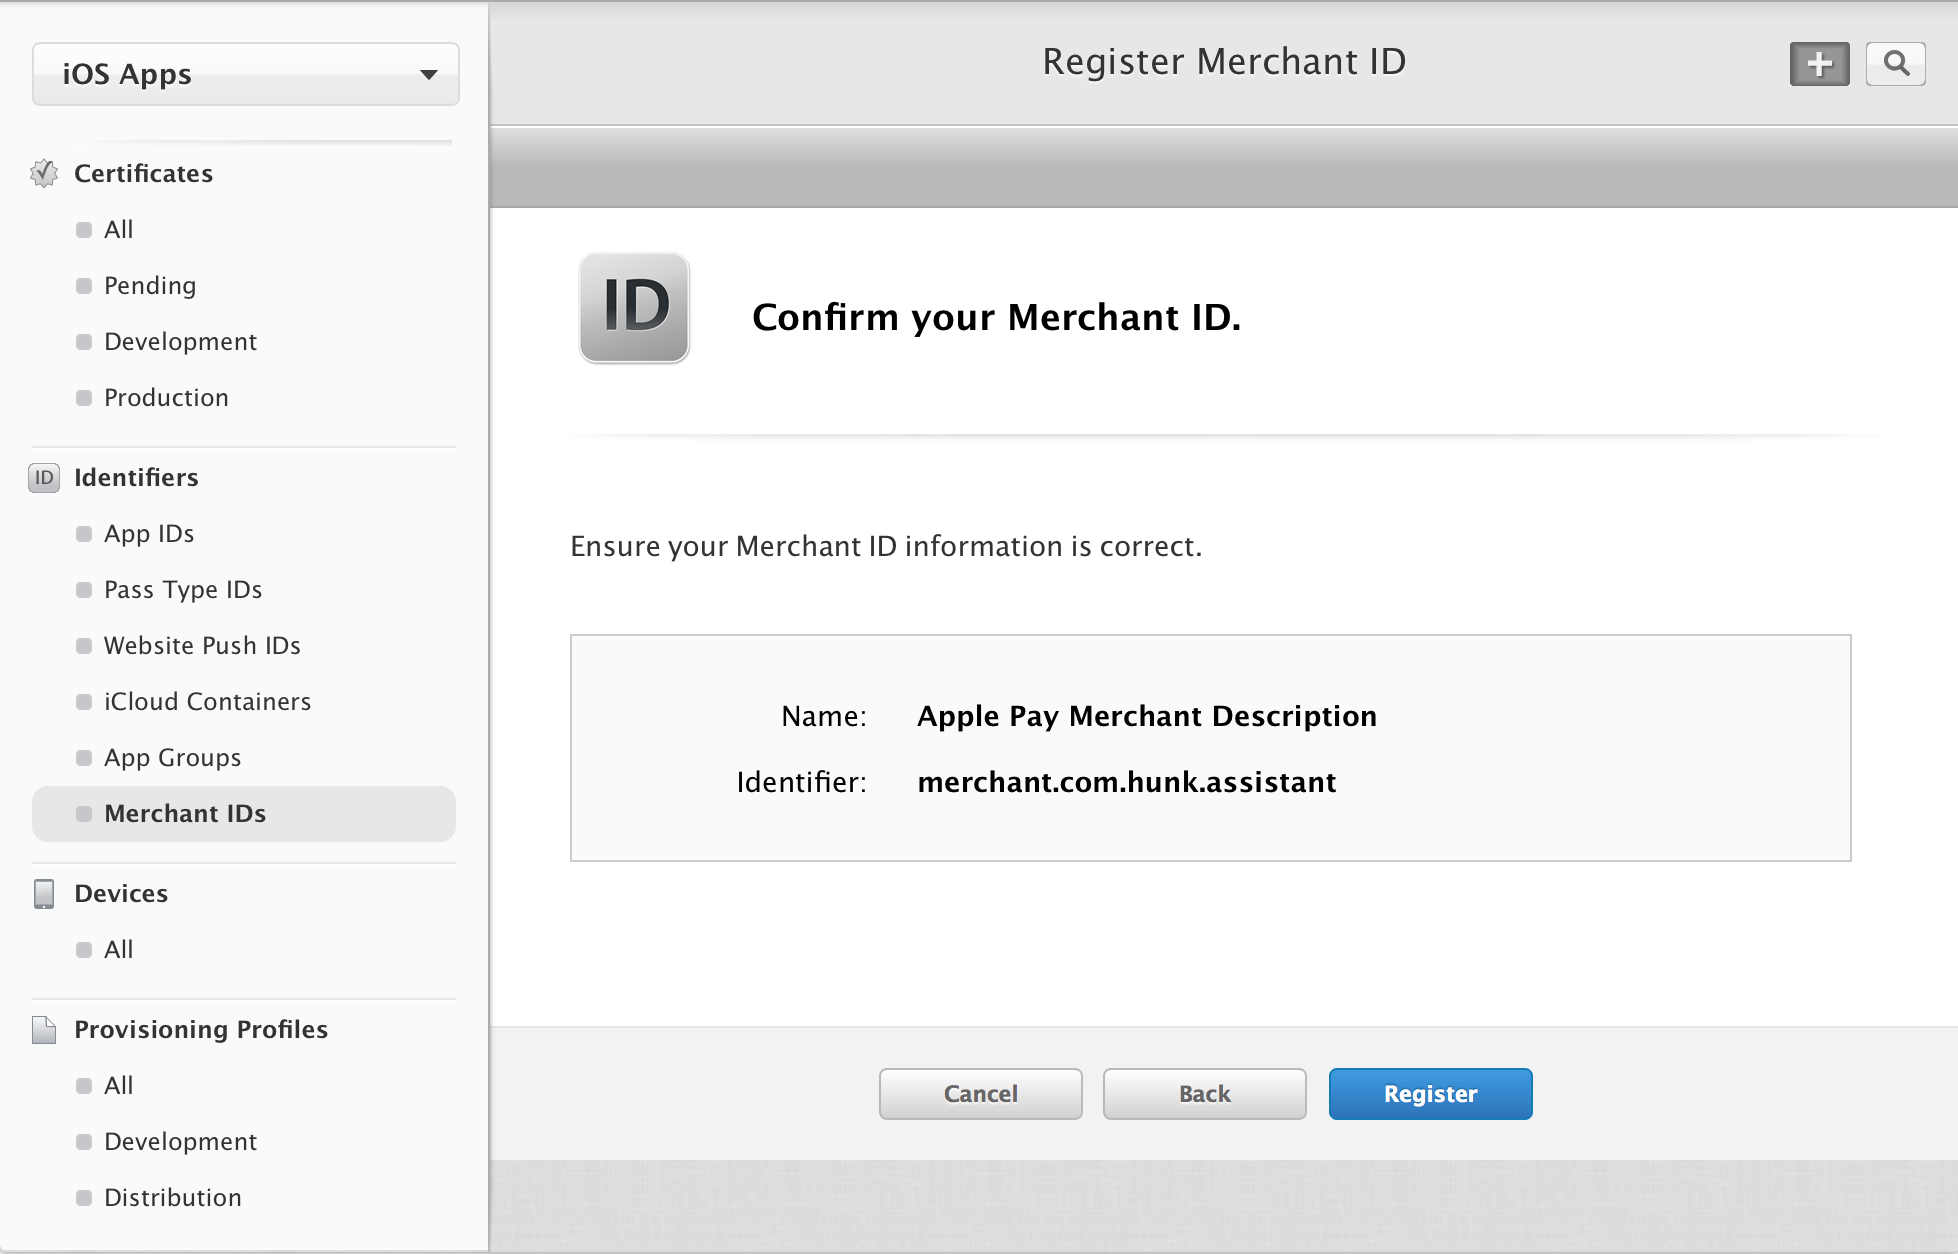 iOS Apps
Certificates
All
Pending
Development
Production
ID
Identifiers
App IDs
Pass Type IDs
Website Push IDs
iCloud Containers
App Groups
Merchant IDs
Devices
All
Provisioning Profiles
All
Development
Distribution
Register Merchant ID
ID
Confirm your Merchant ID.
Ensure your Merchant ID information is correct.
Name: Apple Pay Merchant Description
Identifier: merchant.com.hunk.assistant
Cancel Back Register